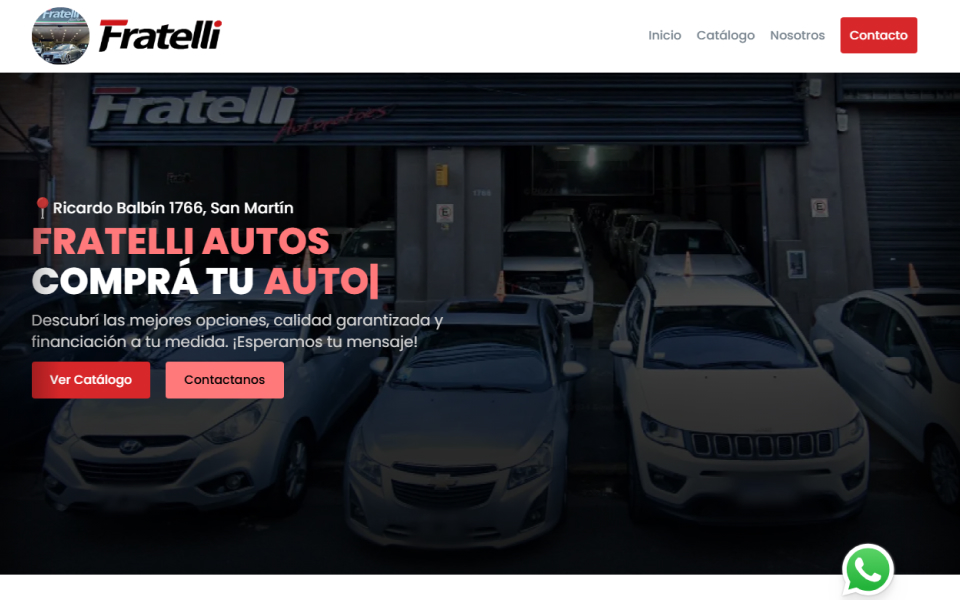 Fratelli
Fratelli
Inicio
Catálogo
Nosotros
Contacto
Fratelli
Automotores
1766
E
E
📍Ricardo Balbín 1766, San Martín
FRATELLI AUTOS
COMPRÁ TU AUTO|
Descubrí las mejores opciones, calidad garantizada y
financiación a tu medida. ¡Esperamos tu mensaje!
Ver Catálogo
Contactanos